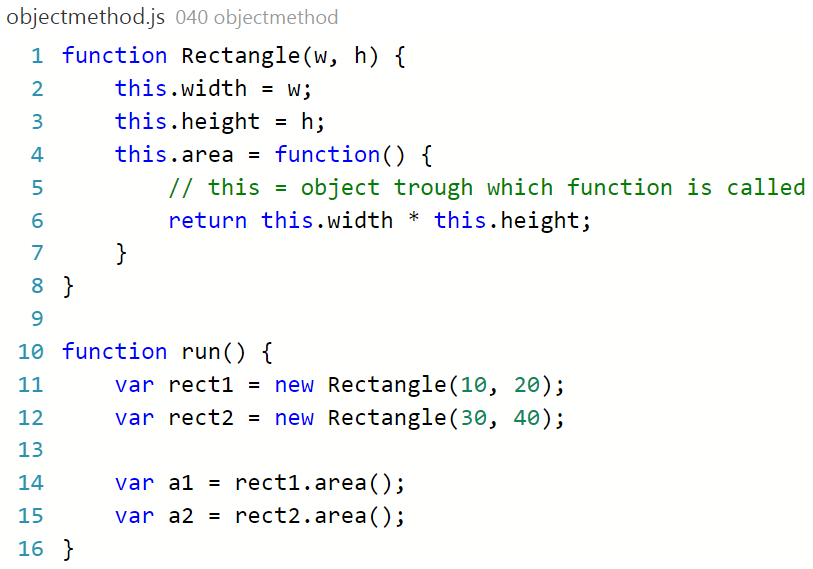 objectmethod.js 040 objectmethod
1 function Rectangle(w, h) {
2     this.width = w;
3     this.height = h;
4     this.area = function() {
5         // this = object trough which function is called
6         return this.width * this.height;
7     }
8 }
9
10 function run() {
11     var rect1 = new Rectangle(10, 20);
12     var rect2 = new Rectangle(30, 40);
13
14     var a1 = rect1.area();
15     var a2 = rect2.area();
16 }